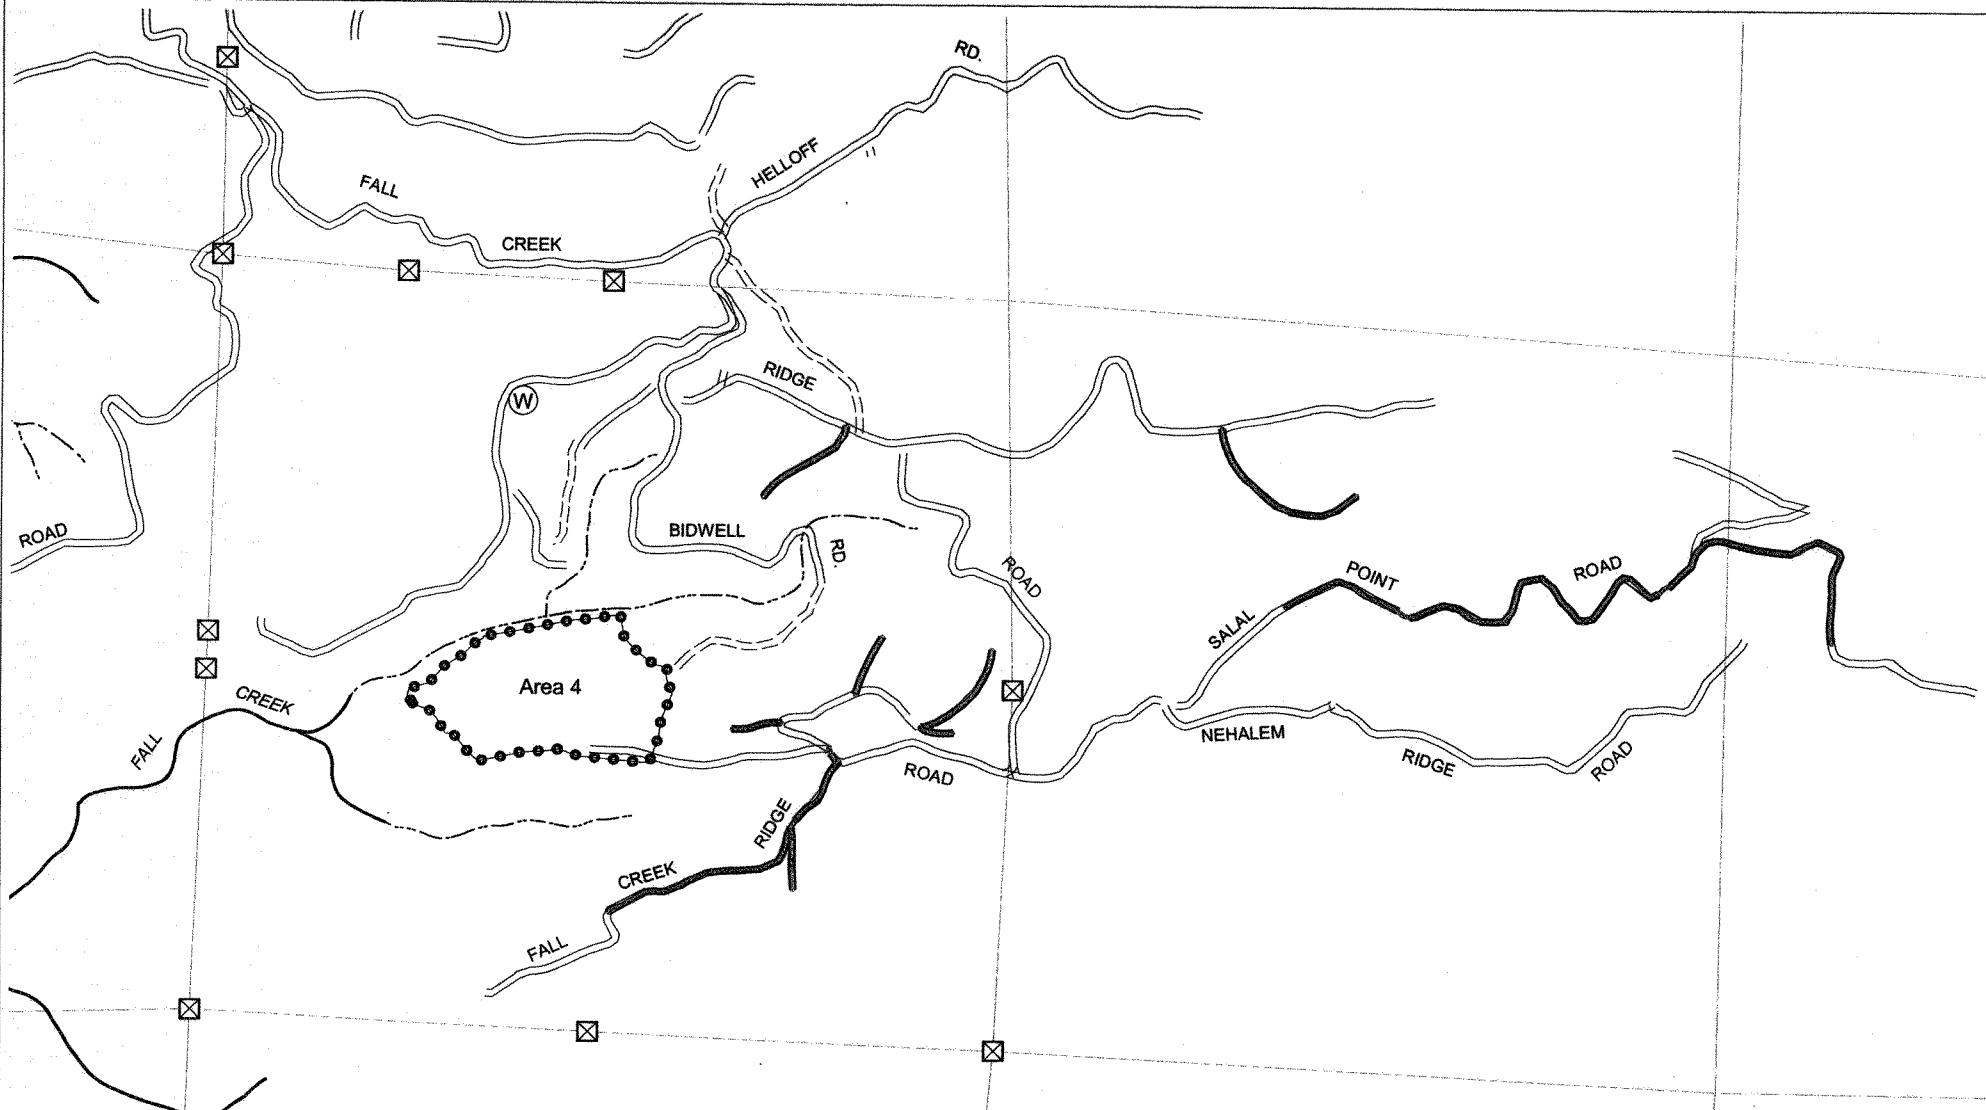 RD.
HELLOFF
FALL
CREEK
RIDGE
W
ROAD
BIDWELL
RD.
ROAD
POINT
ROAD
SALAL
Area 4
CREEK
FALL
NEHALEM
RIDGE
ROAD
ROAD
RIDGE
CREEK
FALL